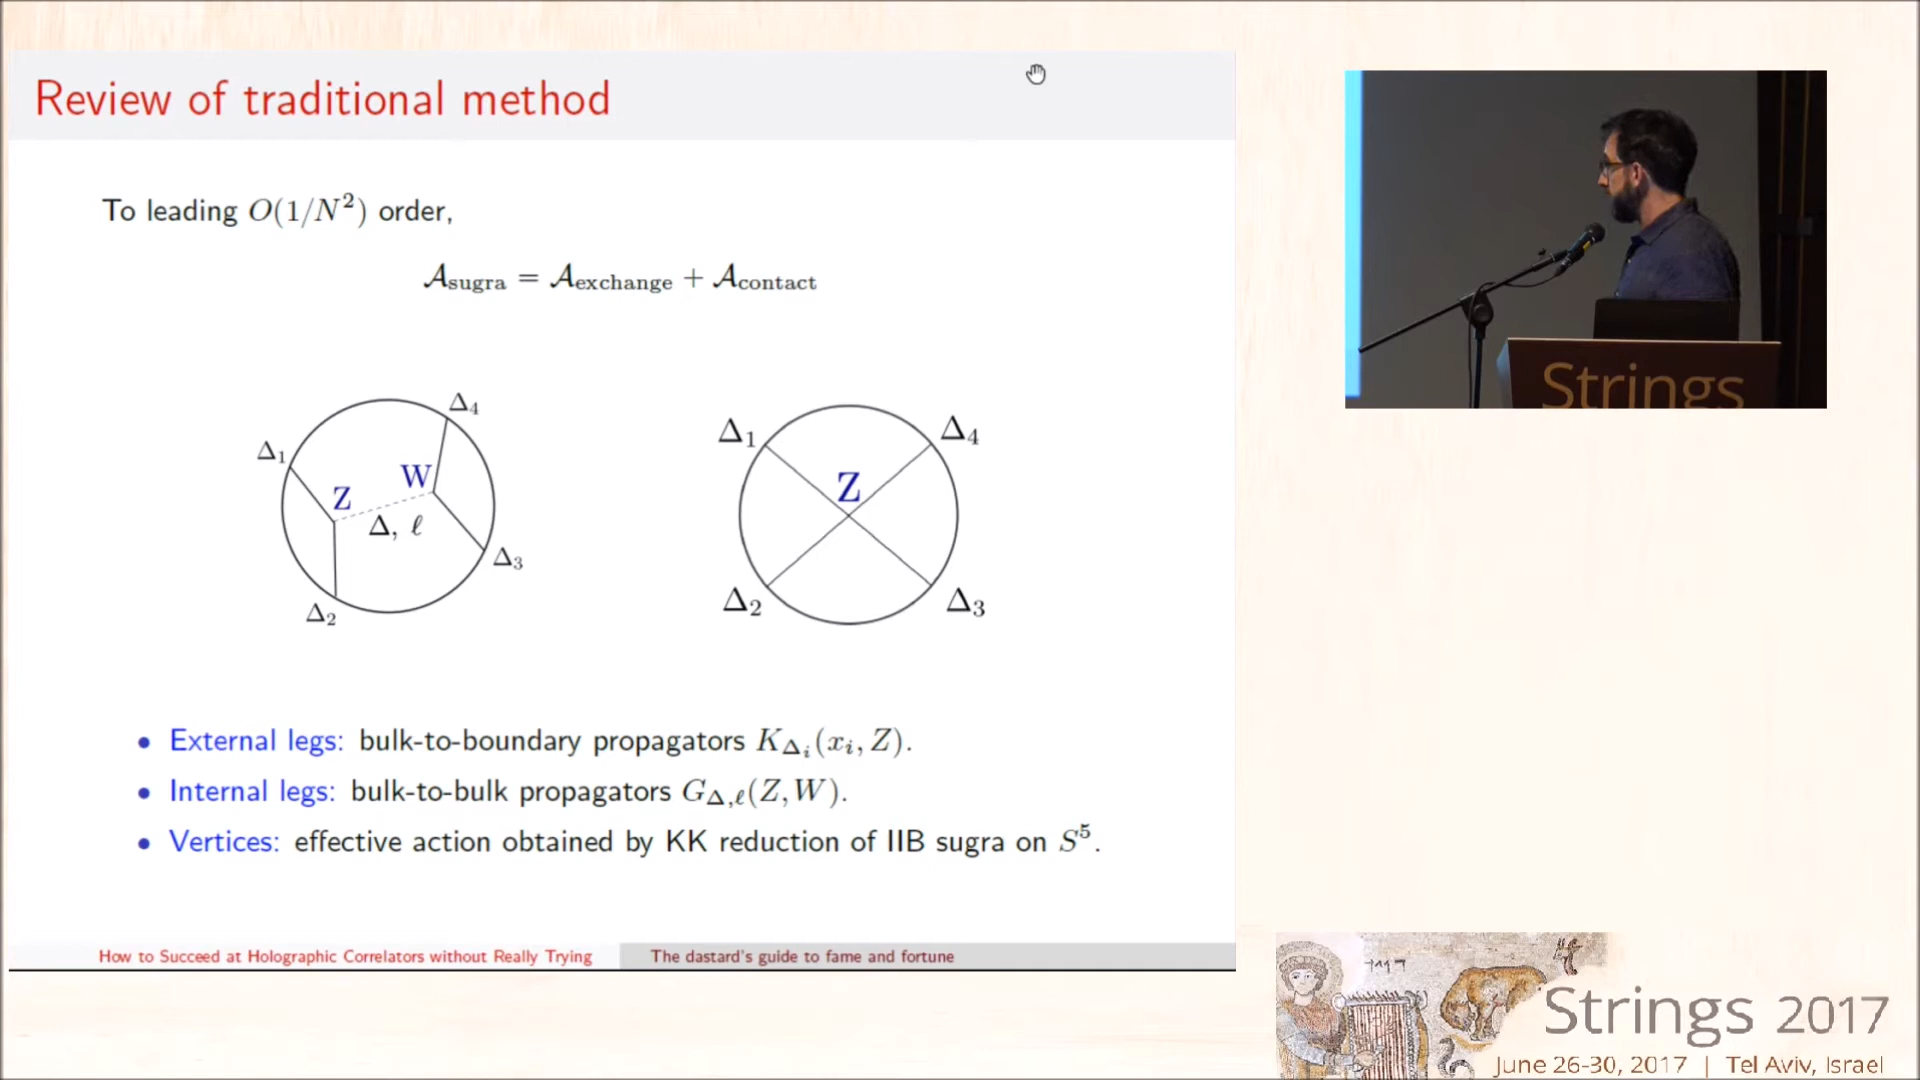 Review of traditional method
To leading O(1/N²) order,
𝒜sugra = 𝒜exchange + 𝒜contact
Δ₄
Δ₁
W
Z
Δ, ℓ
Δ₃
Δ₂
Δ₁
Δ₄
Z
Δ₂
Δ₃
• External legs: bulk-to-boundary propagators K_{Δᵢ}(xᵢ, Z).
• Internal legs: bulk-to-bulk propagators G_{Δ,ℓ}(Z, W).
• Vertices: effective action obtained by KK reduction of IIB sugra on S⁵.
How to Succeed at Holographic Correlators without Really Trying
The dastard's guide to fame and fortune
Strings
Strings 2017
June 26-30, 2017 | Tel Aviv, Israel